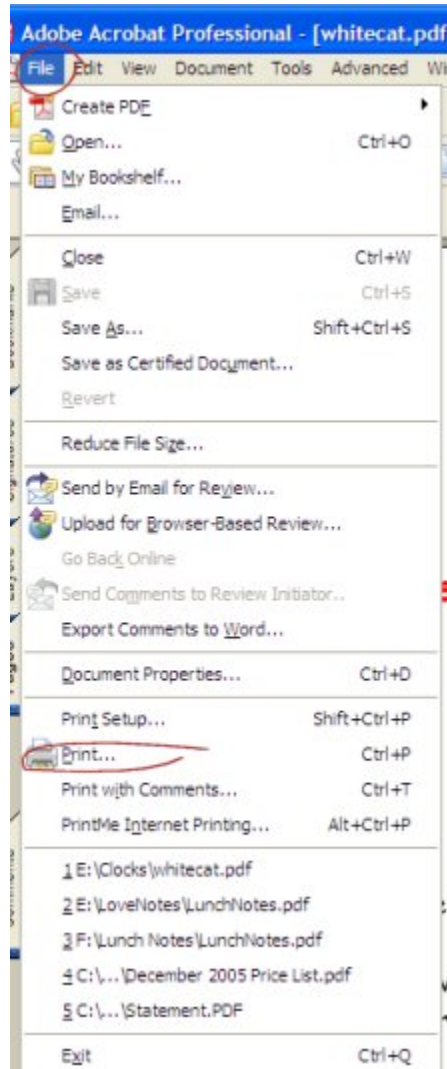 Adobe Acrobat Professional - [whitecat.pdf
File Edit View Document Tools Advanced
Create PDF
Open... Ctrl+O
My Bookshelf...
Email...
Close Ctrl+W
Save Ctrl+S
Save As... Shift+Ctrl+S
Save as Certified Document...
Revert
Reduce File Size...
Send by Email for Review...
Upload for Browser-Based Review...
Go Back Online
Send Comments to Review Initiator...
Export Comments to Word...
Document Properties... Ctrl+D
Print Setup... Shift+Ctrl+P
Print... Ctrl+P
Print with Comments... Ctrl+T
PrintMe Internet Printing... Alt+Ctrl+P
1 E:\Clocks\whitecat.pdf
2 E:\LoveNotes\LunchNotes.pdf
3 F:\Lunch Notes\LunchNotes.pdf
4 C:\...\December 2005 Price List.pdf
5 C:\...\Statement.PDF
Exit Ctrl+Q